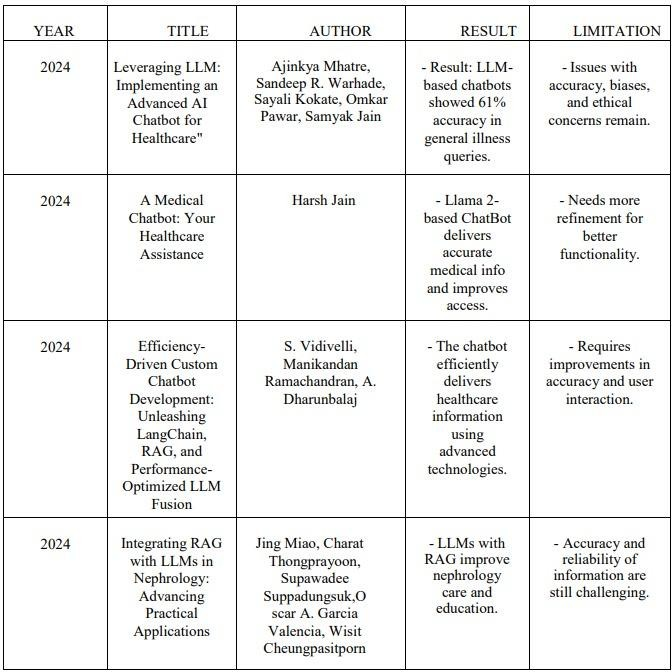 YEAR TITLE AUTHOR RESULT LIMITATION
2024
Leveraging LLM:
Implementing an
Advanced AI
Chatbot for
Healthcare"
Ajinkya Mhatre,
Sandeep R. Warhade,
Sayali Kokate, Omkar
Pawar, Samyak Jain
- Result: LLM-
based chatbots
showed 61%
accuracy in
general illness
queries.
- Issues with
accuracy, biases,
and ethical
concerns remain.
2024
A Medical
Chatbot: Your
Healthcare
Assistance
Harsh Jain
- Llama 2-
based ChatBot
delivers
accurate
medical info
and improves
access.
- Needs more
refinement for
better
functionality.
2024
Efficiency-
Driven Custom
Chatbot
Development:
Unleashing
LangChain,
RAG, and
Performance-
Optimized LLM
Fusion
S. Vidivelli,
Manikandan
Ramachandran, A.
Dharunbalaj
- The chatbot
efficiently
delivers
healthcare
information
using
advanced
technologies.
- Requires
improvements in
accuracy and user
interaction.
2024
Integrating RAG
with LLMs in
Nephrology:
Advancing
Practical
Applications
Jing Miao, Charat
Thongprayoon,
Supawadee
Suppadungsuk,O
scar A. Garcia
Valencia, Wisit
Cheungpasitporn
- LLMs with
RAG improve
nephrology
care and
education.
- Accuracy and
reliability of
information are
still challenging.